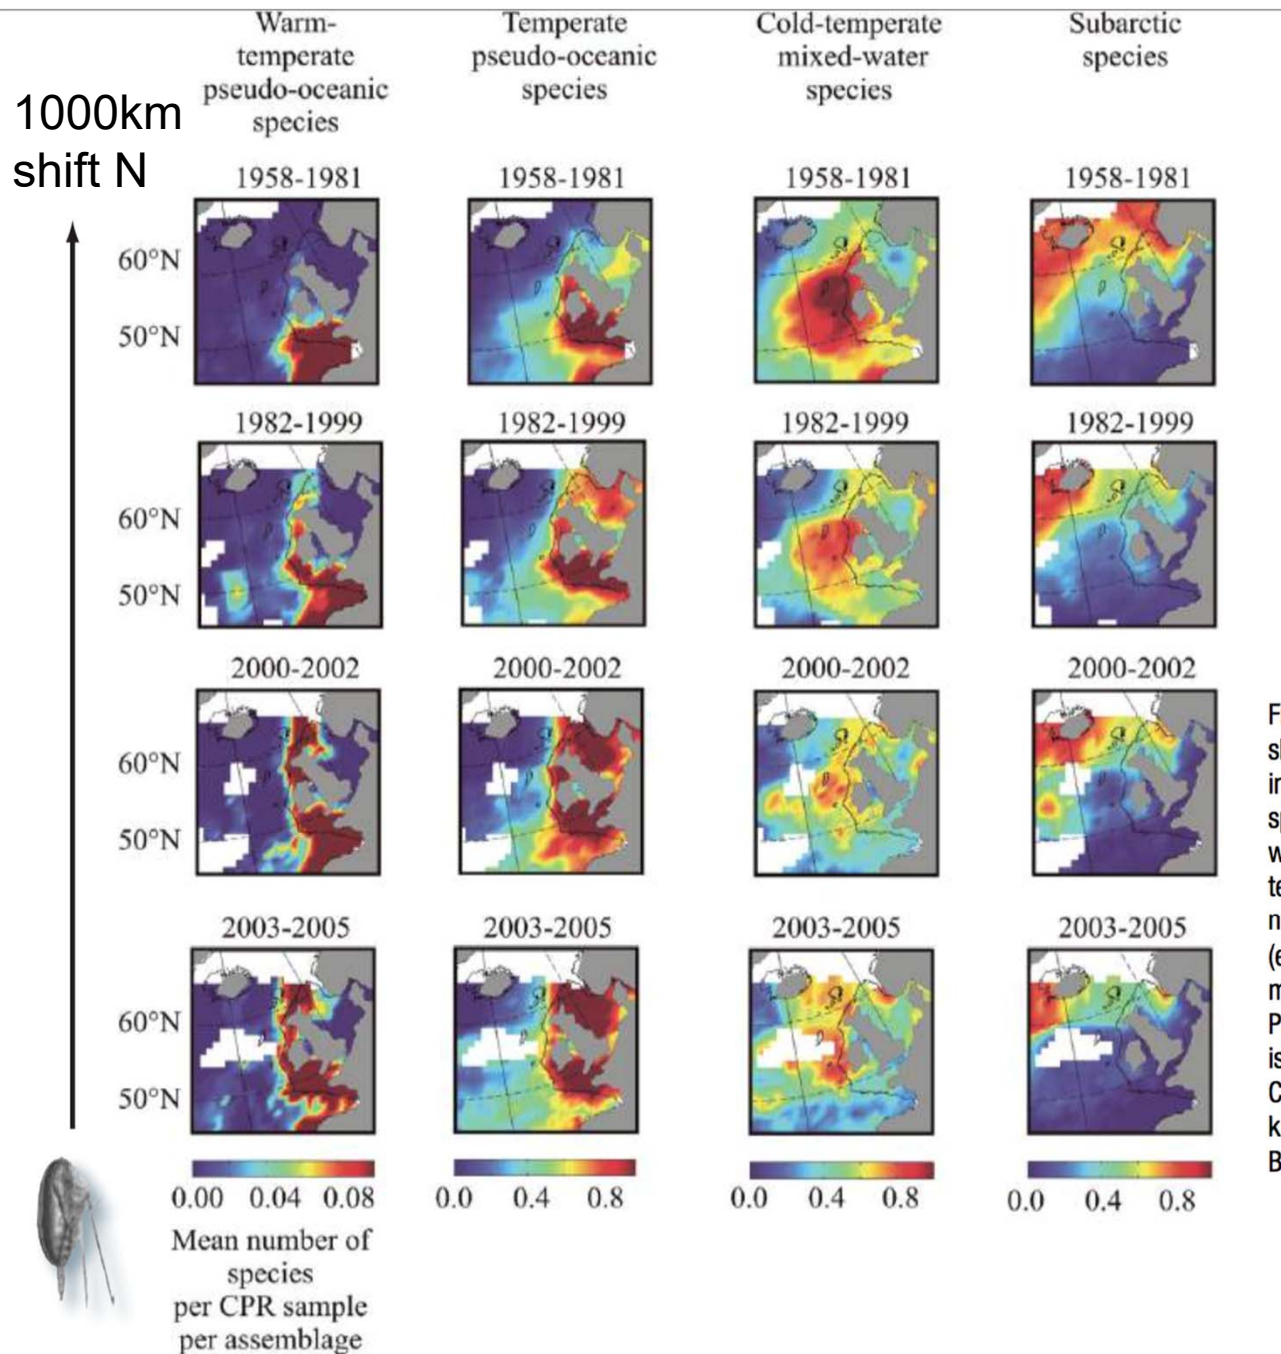 Warm-
temperate
pseudo-oceanic
species
Temperate
pseudo-oceanic
species
Cold-temperate
mixed-water
species
Subarctic
species
1000km
shift N
1958-1981
1958-1981
1958-1981
1958-1981
60°N
50°N
1982-1999
1982-1999
1982-1999
1982-1999
60°N
50°N
2000-2002
2000-2002
2000-2002
2000-2002
60°N
50°N
2003-2005
2003-2005
2003-2005
2003-2005
60°N
50°N
0.00 0.04 0.08
0.0 0.4 0.8
0.0 0.4 0.8
0.0 0.4 0.8
Mean number of
species
per CPR sample
per assemblage